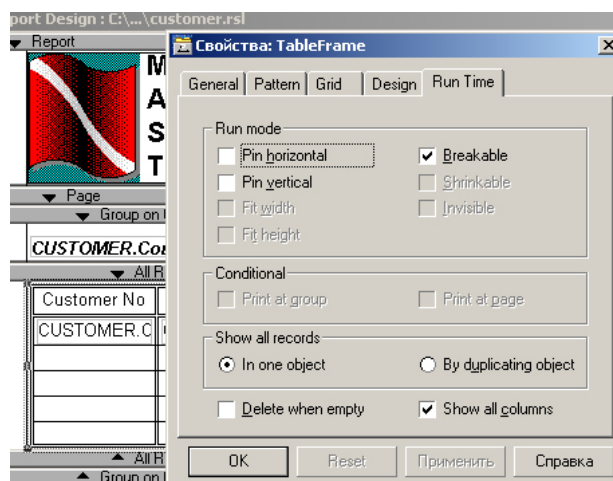 port Design : C:\...\customer.rsl
Report
M
A
S
T
Page
Group on
CUSTOMER.Co
All R
Customer No
CUSTOMER.C
All R
Group on
Свойства: TableFrame
General
Pattern
Grid
Design
Run Time
Run mode
Pin horizontal
Breakable
Pin vertical
Shrinkable
Fit width
Invisible
Fit height
Conditional
Print at group
Print at page
Show all records
In one object
By duplicating object
Delete when empty
Show all columns
OK
Reset
Применить
Справка